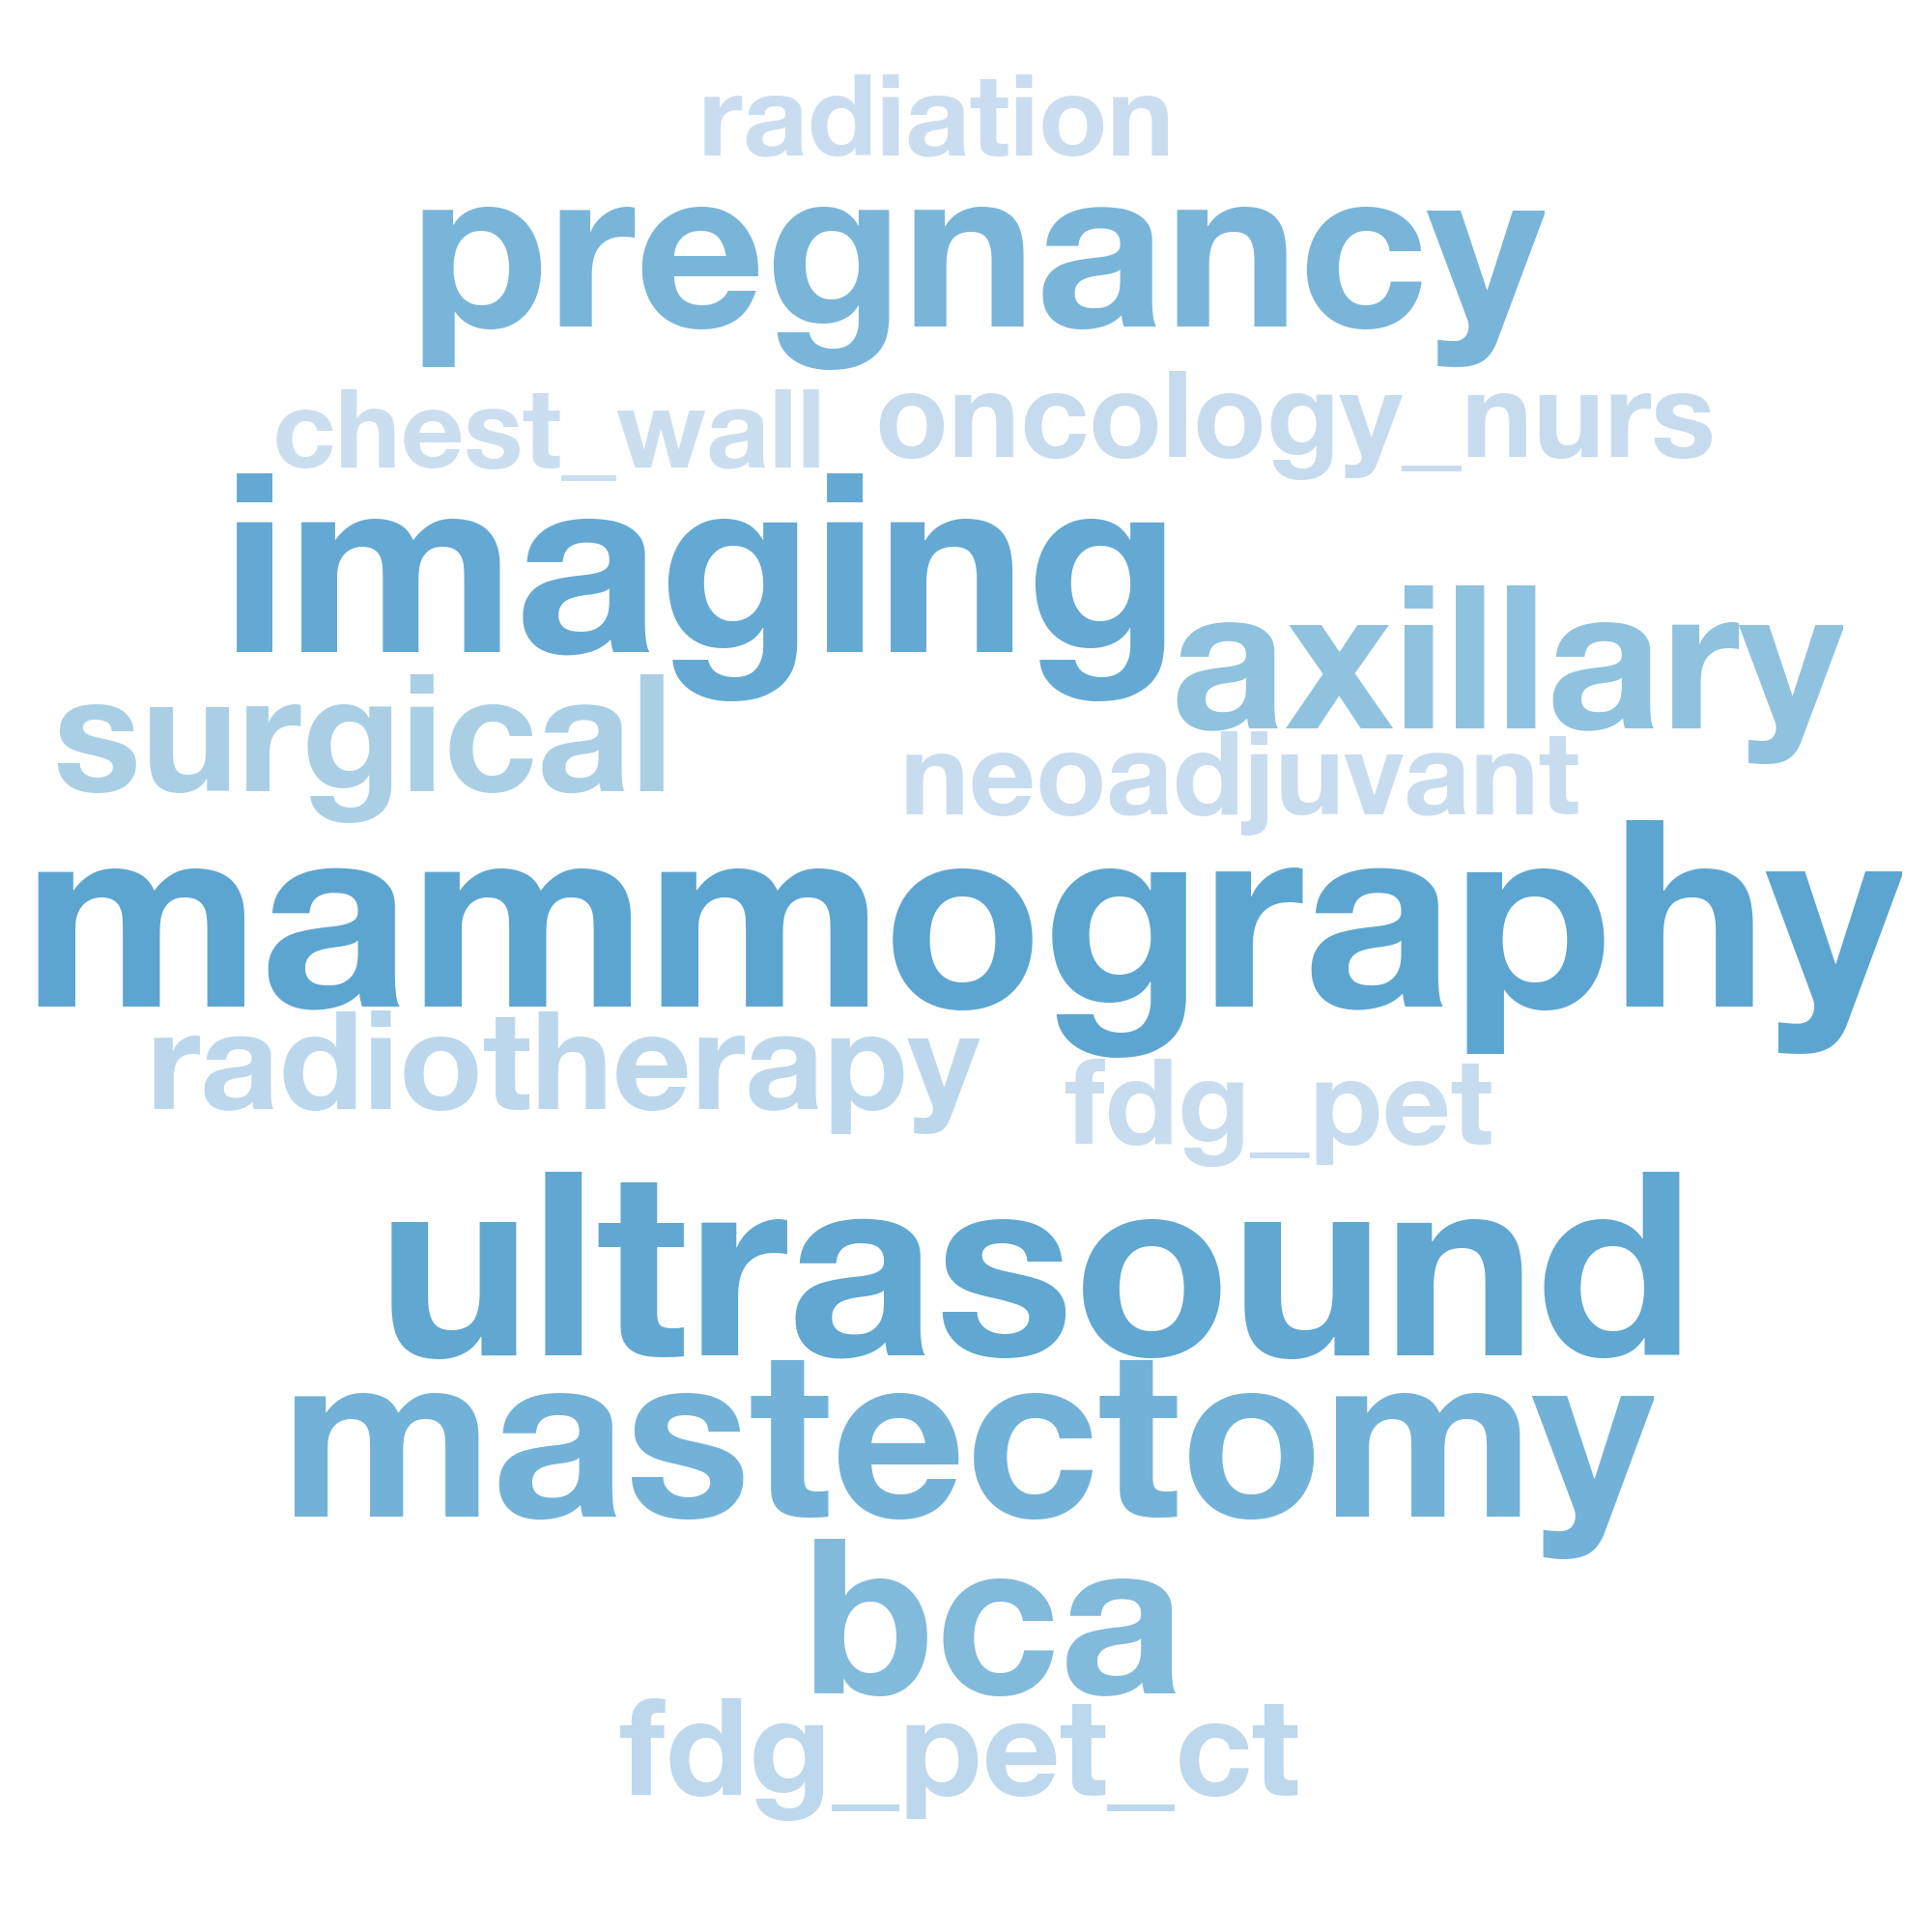 radiation
pregnancy
chest_wall oncology_nurs
imaging
axillary
surgical
neoadjuvant
mammography
radiotherapy
fdg_pet
ultrasound
mastectomy
bca
fdg_pet_ct